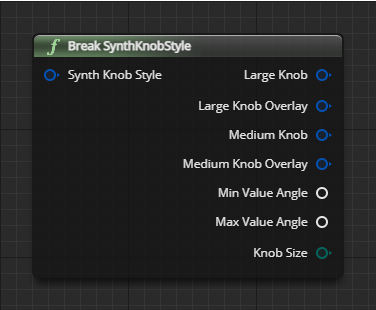 f Break SynthKnobStyle
Synth Knob Style
Large Knob
Large Knob Overlay
Medium Knob
Medium Knob Overlay
Min Value Angle
Max Value Angle
Knob Size